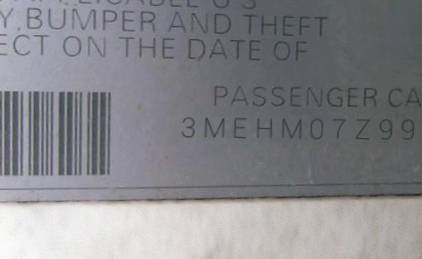 Y, BUMPER AND THEFT
ECT ON THE DATE OF
PASSENGER CA
3MEHM07Z99